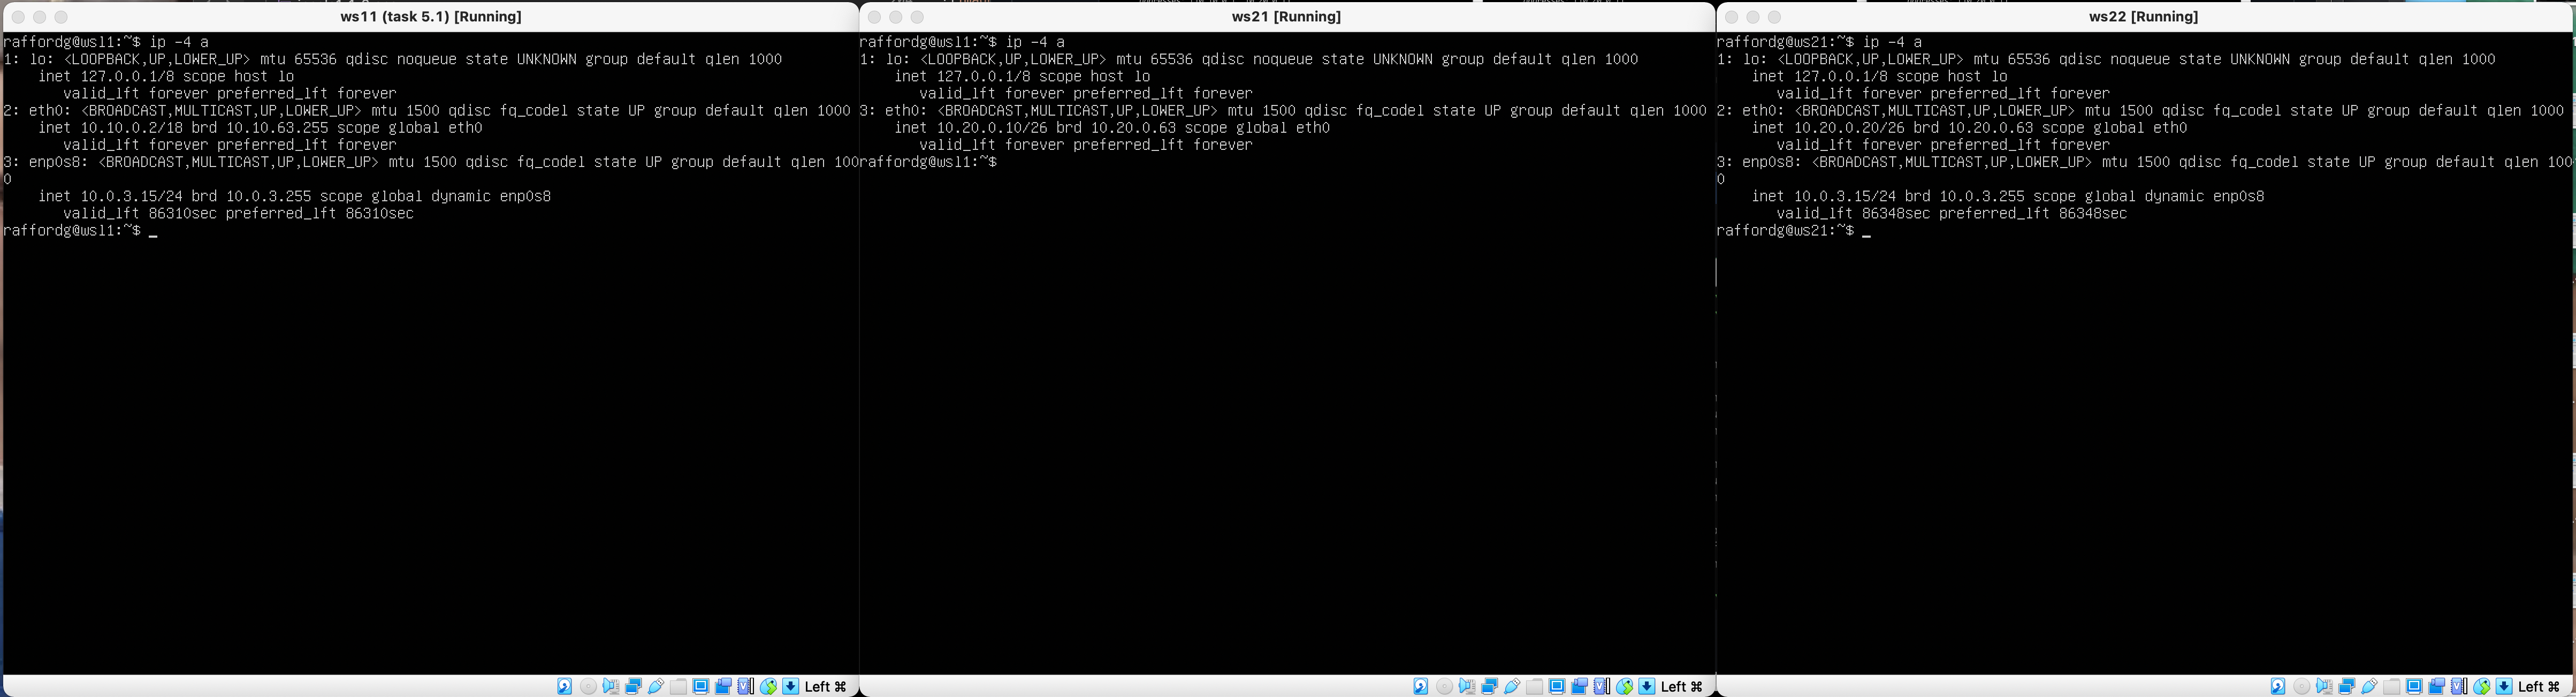 ws11 (task 5.1) [Running]
raffordg@wsl1:~$ ip -4 a
1: lo: <LOOPBACK,UP,LOWER_UP> mtu 65536 qdisc noqueue state UNKNOWN group default qlen 1000
    inet 127.0.0.1/8 scope host lo
       valid_lft forever preferred_lft forever
2: eth0: <BROADCAST,MULTICAST,UP,LOWER_UP> mtu 1500 qdisc fq_codel state UP group default qlen 1000
    inet 10.10.0.2/18 brd 10.10.63.255 scope global eth0
       valid_lft forever preferred_lft forever
3: enp0s8: <BROADCAST,MULTICAST,UP,LOWER_UP> mtu 1500 qdisc fq_codel state UP group default qlen 100
0
    inet 10.0.3.15/24 brd 10.0.3.255 scope global dynamic enp0s8
       valid_lft 86310sec preferred_lft 86310sec
raffordg@wsl1:~$ _
Left ⌘
ws21 [Running]
raffordg@wsl1:~$ ip -4 a
1: lo: <LOOPBACK,UP,LOWER_UP> mtu 65536 qdisc noqueue state UNKNOWN group default qlen 1000
    inet 127.0.0.1/8 scope host lo
       valid_lft forever preferred_lft forever
3: eth0: <BROADCAST,MULTICAST,UP,LOWER_UP> mtu 1500 qdisc fq_codel state UP group default qlen 1000
    inet 10.20.0.10/26 brd 10.20.0.63 scope global eth0
       valid_lft forever preferred_lft forever
raffordg@wsl1:~$
Left ⌘
ws22 [Running]
raffordg@ws21:~$ ip -4 a
1: lo: <LOOPBACK,UP,LOWER_UP> mtu 65536 qdisc noqueue state UNKNOWN group default qlen 1000
    inet 127.0.0.1/8 scope host lo
       valid_lft forever preferred_lft forever
2: eth0: <BROADCAST,MULTICAST,UP,LOWER_UP> mtu 1500 qdisc fq_codel state UP group default qlen 1000
    inet 10.20.0.20/26 brd 10.20.0.63 scope global eth0
       valid_lft forever preferred_lft forever
3: enp0s8: <BROADCAST,MULTICAST,UP,LOWER_UP> mtu 1500 qdisc fq_codel state UP group default qlen 100
0
    inet 10.0.3.15/24 brd 10.0.3.255 scope global dynamic enp0s8
       valid_lft 86348sec preferred_lft 86348sec
raffordg@ws21:~$ _
Left ⌘